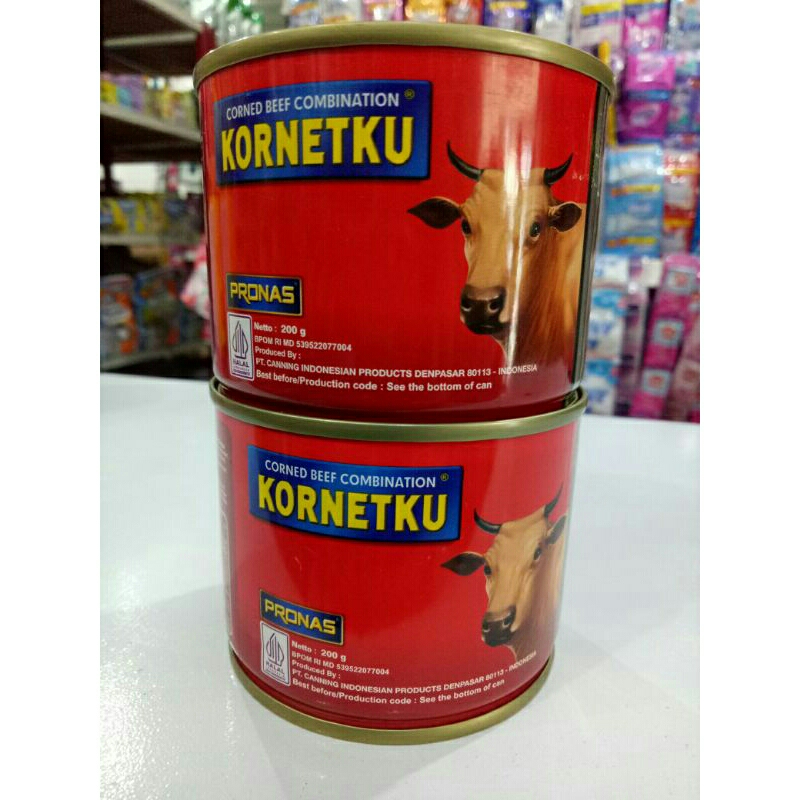 CORNED BEEF COMBINATION ®
KORNETKU
PRONAS
HALAL
INDONESIA
Netto : 200 g
BPOM RI MD 539522077004
Produced By :
PT. CANNING INDONESIAN PRODUCTS DENPASAR 80113 - INDONESIA
Best before/Production code : See the bottom of can
CORNED BEEF COMBINATION ®
KORNETKU
PRONAS
HALAL
Netto : 200 g
BPOM RI MD 539522077004
Produced By :
PT. CANNING INDONESIAN PRODUCTS DENPASAR 80113 - INDONESIA
Best before/Production code : See the bottom of can